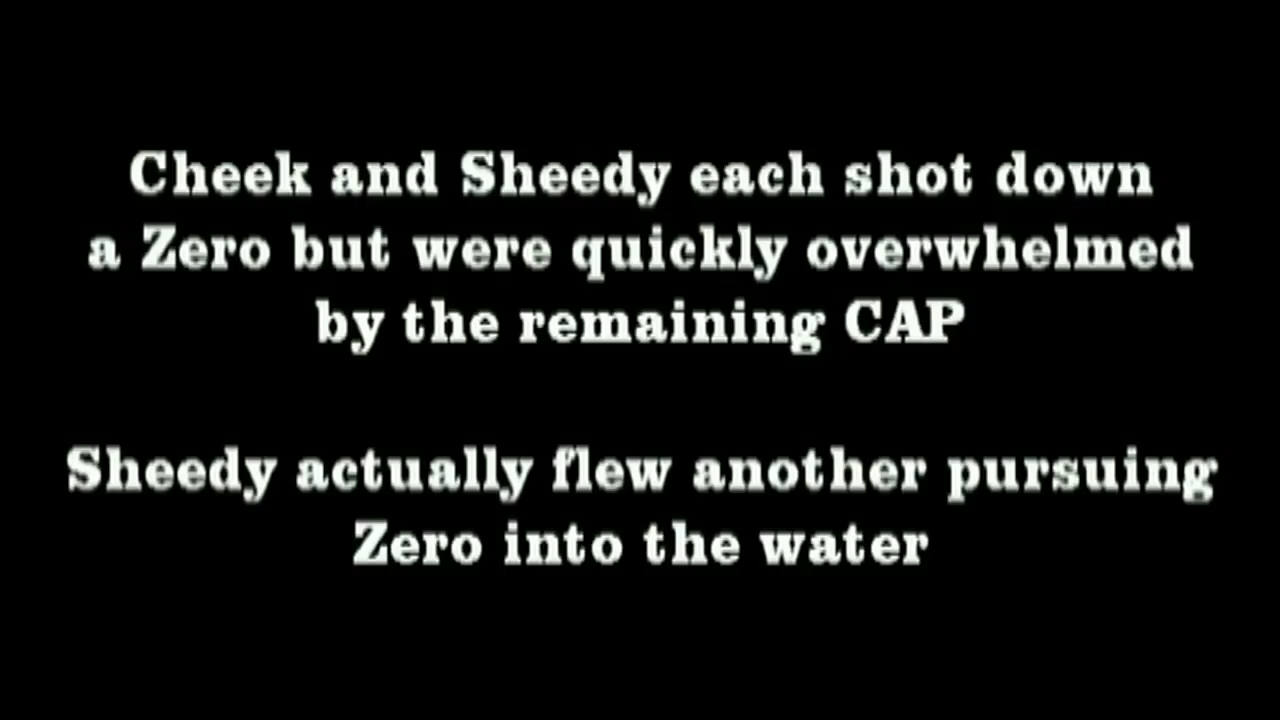 Cheek and Sheedy each shot down
a Zero but were quickly overwhelmed
by the remaining CAP
Sheedy actually flew another pursuing
Zero into the water